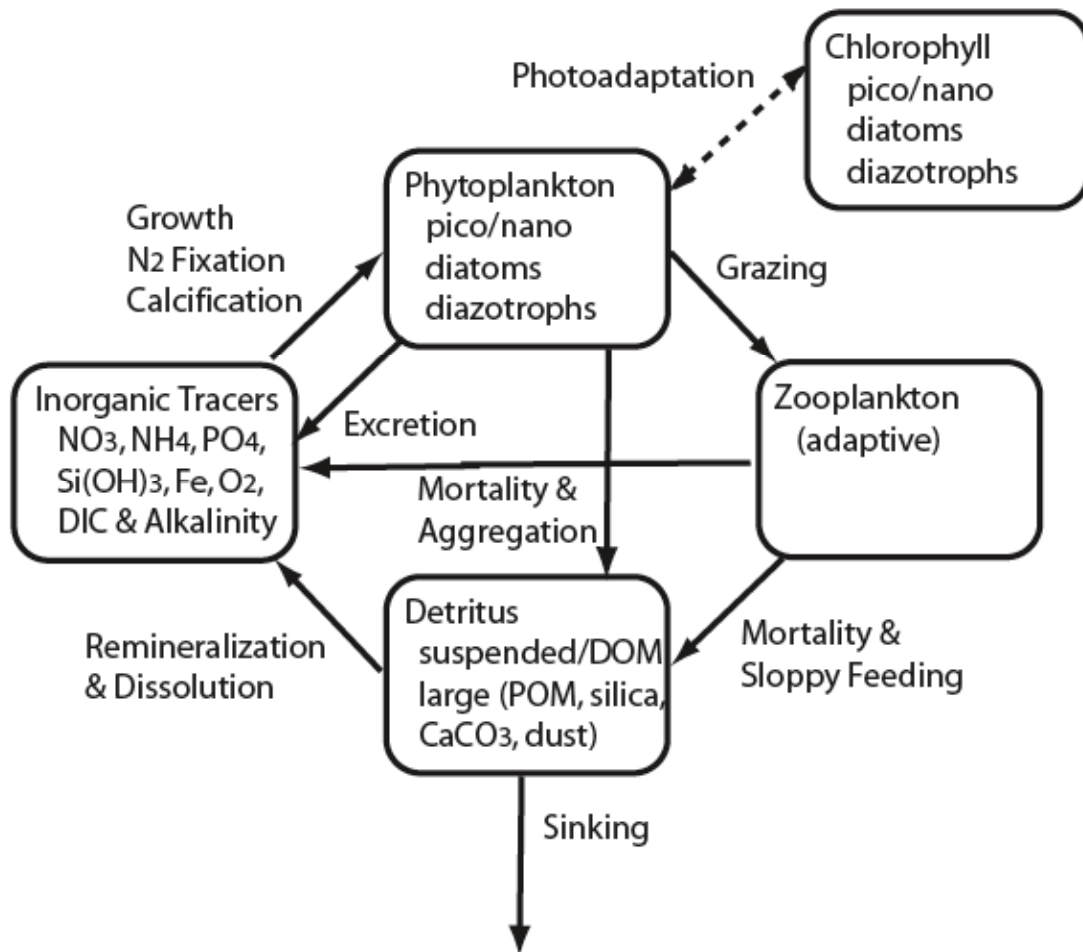 Chlorophyll
pico/nano
diatoms
diazotrophs
Photoadaptation
Phytoplankton
pico/nano
diatoms
diazotrophs
Growth
N2 Fixation
Calcification
Grazing
Inorganic Tracers
NO3, NH4, PO4,
Si(OH)3, Fe, O2,
DIC & Alkalinity
Excretion
Zooplankton
(adaptive)
Mortality &
Aggregation
Detritus
suspended/DOM
large (POM, silica,
CaCO3, dust)
Remineralization
& Dissolution
Mortality &
Sloppy Feeding
Sinking